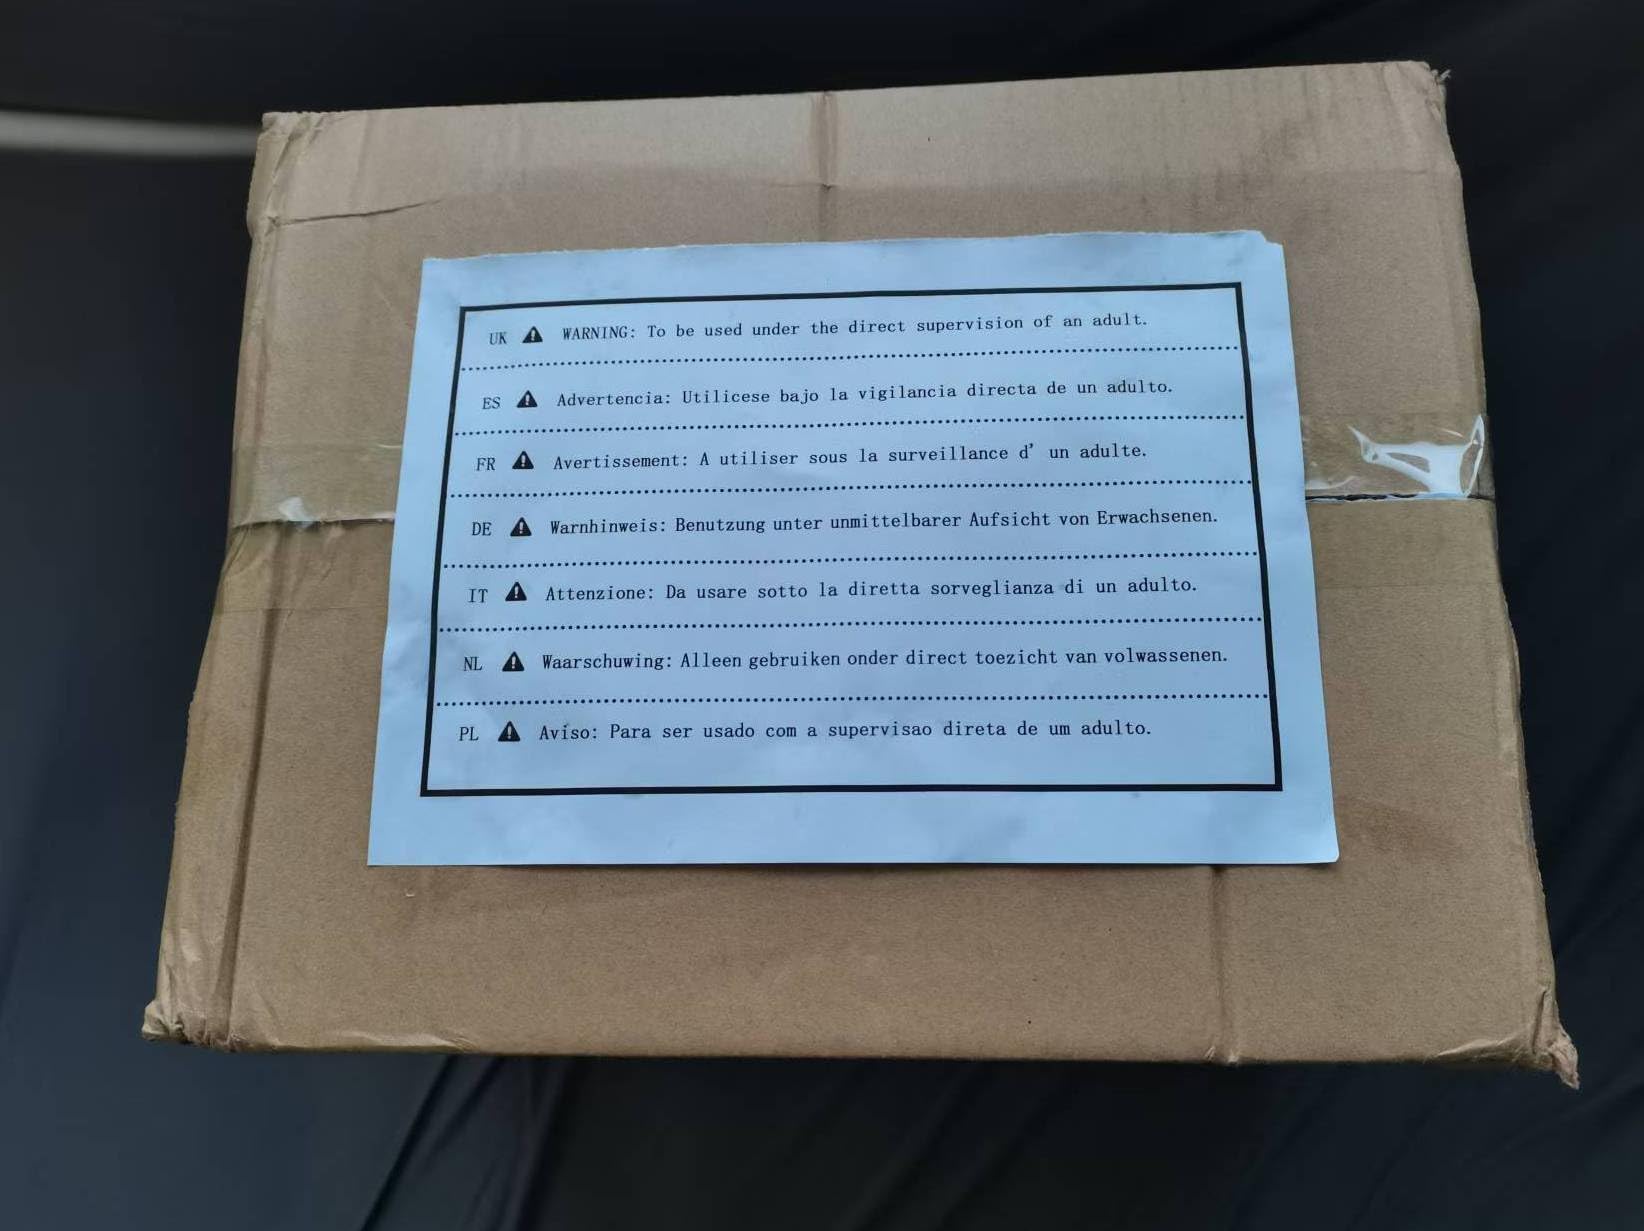 UK ⚠ WARNING: To be used under the direct supervision of an adult.
ES ⚠ Advertencia: Utilicese bajo la vigilancia directa de un adulto.
FR ⚠ Avertissement: A utiliser sous la surveillance d' un adulte.
DE ⚠ Warnhinweis: Benutzung unter unmittelbarer Aufsicht von Erwachsenen.
IT ⚠ Attenzione: Da usare sotto la diretta sorveglianza di un adulto.
NL ⚠ Waarschuwing: Alleen gebruiken onder direct toezicht van volwassenen.
PL ⚠ Aviso: Para ser usado com a supervisao direta de um adulto.